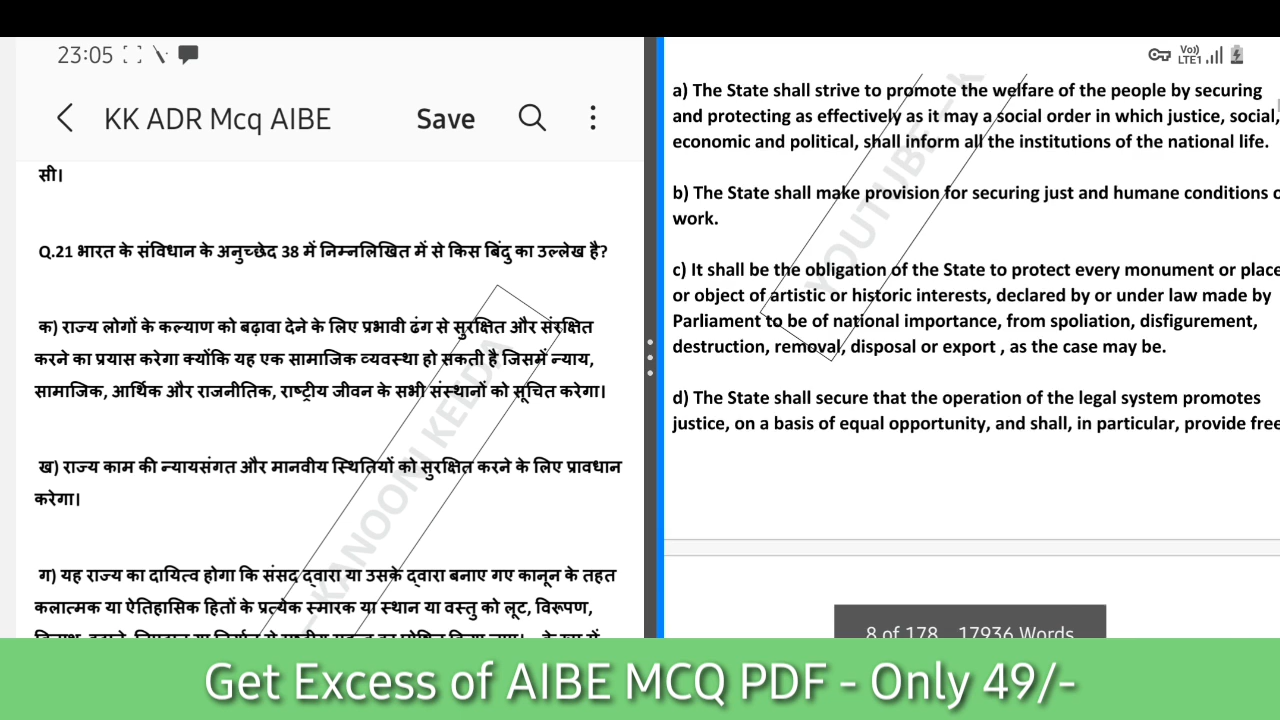 23:05
Vo)) LTE1
KK ADR Mcq AIBE
Save
सी।
Q.21 भारत के संविधान के अनुच्छेद 38 में निम्नलिखित में से किस बिंदु का उल्लेख है?
क) राज्य लोगों के कल्याण को बढ़ावा देने के लिए प्रभावी ढंग से सुरक्षित और संरक्षित
करने का प्रयास करेगा क्योंकि यह एक सामाजिक व्यवस्था हो सकती है जिसमें न्याय,
सामाजिक, आर्थिक और राजनीतिक, राष्ट्रीय जीवन के सभी संस्थानों को सूचित करेगा।
ख) राज्य काम की न्यायसंगत और मानवीय स्थितियों को सुरक्षित करने के लिए प्रावधान
करेगा।
ग) यह राज्य का दायित्व होगा कि संसद द्वारा या उसके द्वारा बनाए गए कानून के तहत
कलात्मक या ऐतिहासिक हितों के प्रत्येक स्मारक या स्थान या वस्तु को लूट, विरूपण,
KANOON KEEDA
a) The State shall strive to promote the welfare of the people by securing
and protecting as effectively as it may a social order in which justice, social,
economic and political, shall inform all the institutions of the national life.
b) The State shall make provision for securing just and humane conditions o
work.
c) It shall be the obligation of the State to protect every monument or place
or object of artistic or historic interests, declared by or under law made by
Parliament to be of national importance, from spoliation, disfigurement,
destruction, removal, disposal or export , as the case may be.
d) The State shall secure that the operation of the legal system promotes
justice, on a basis of equal opportunity, and shall, in particular, provide free
YOUTUBE – K
8 of 178 17936 Words
Get Excess of AIBE MCQ PDF - Only 49/-